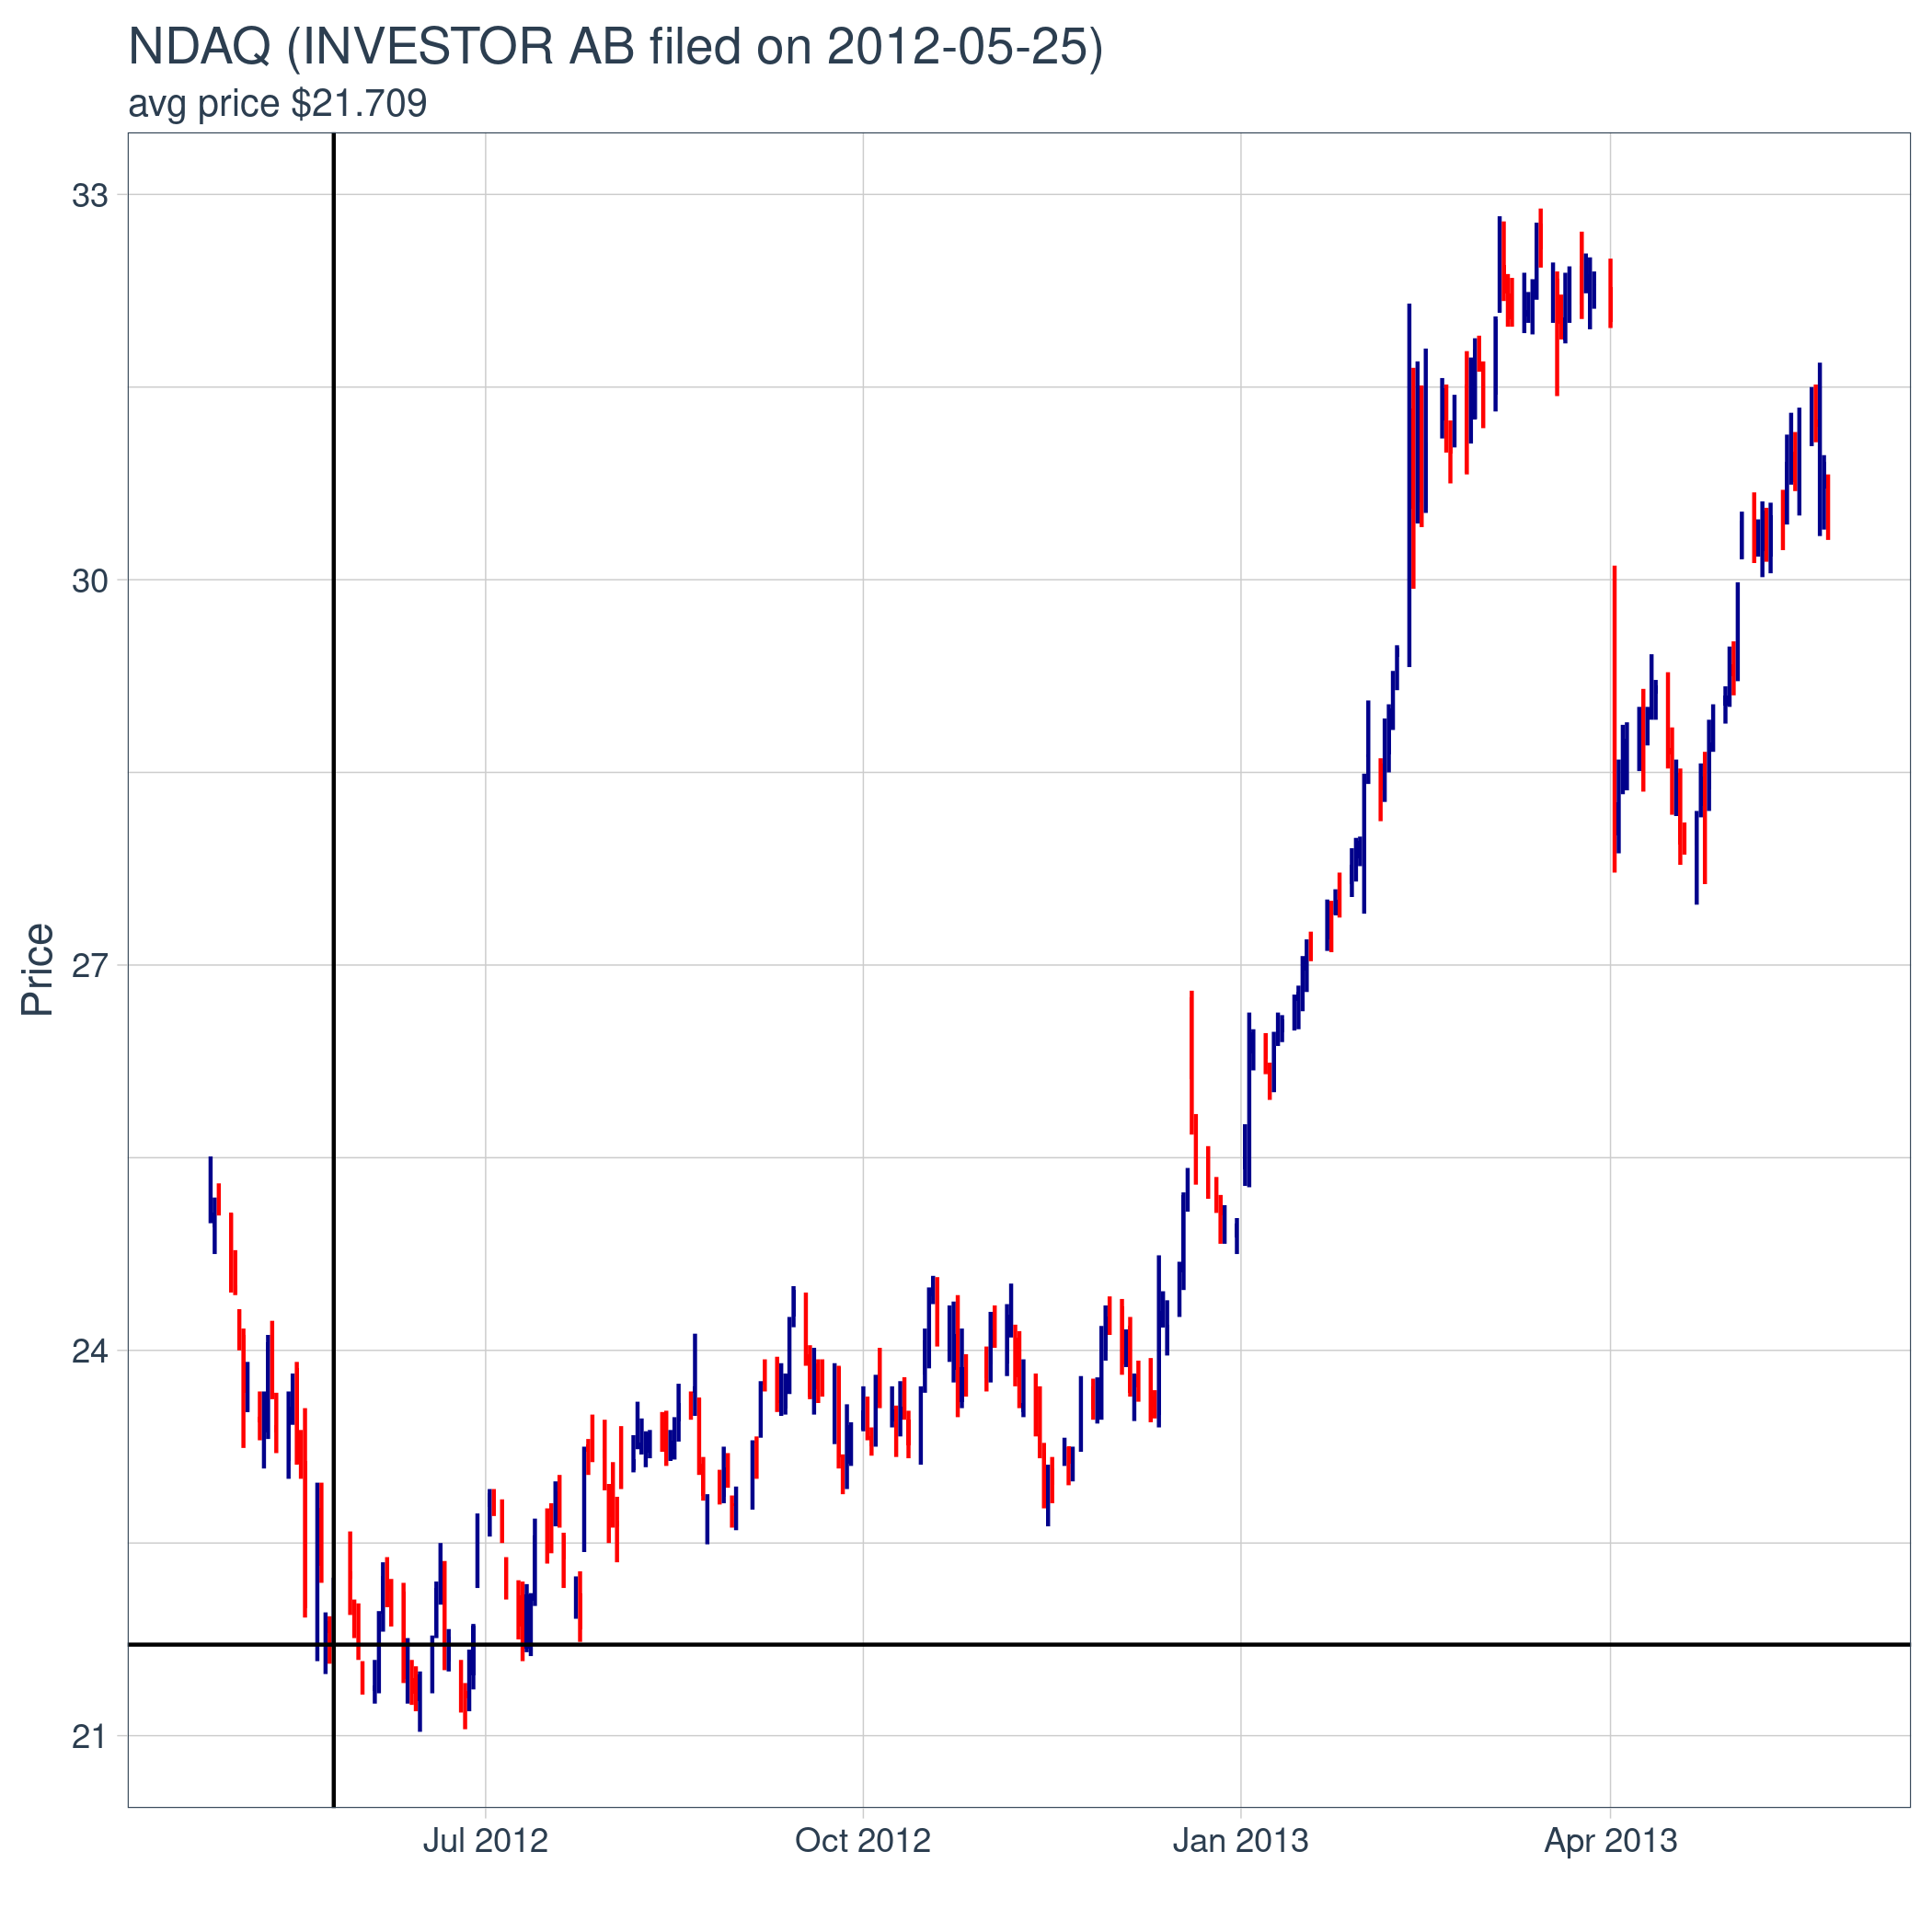 NDAQ (INVESTOR AB filed on 2012-05-25)
avg price $21.709
33
30
27
24
21
Price
Jul 2012
Oct 2012
Jan 2013
Apr 2013